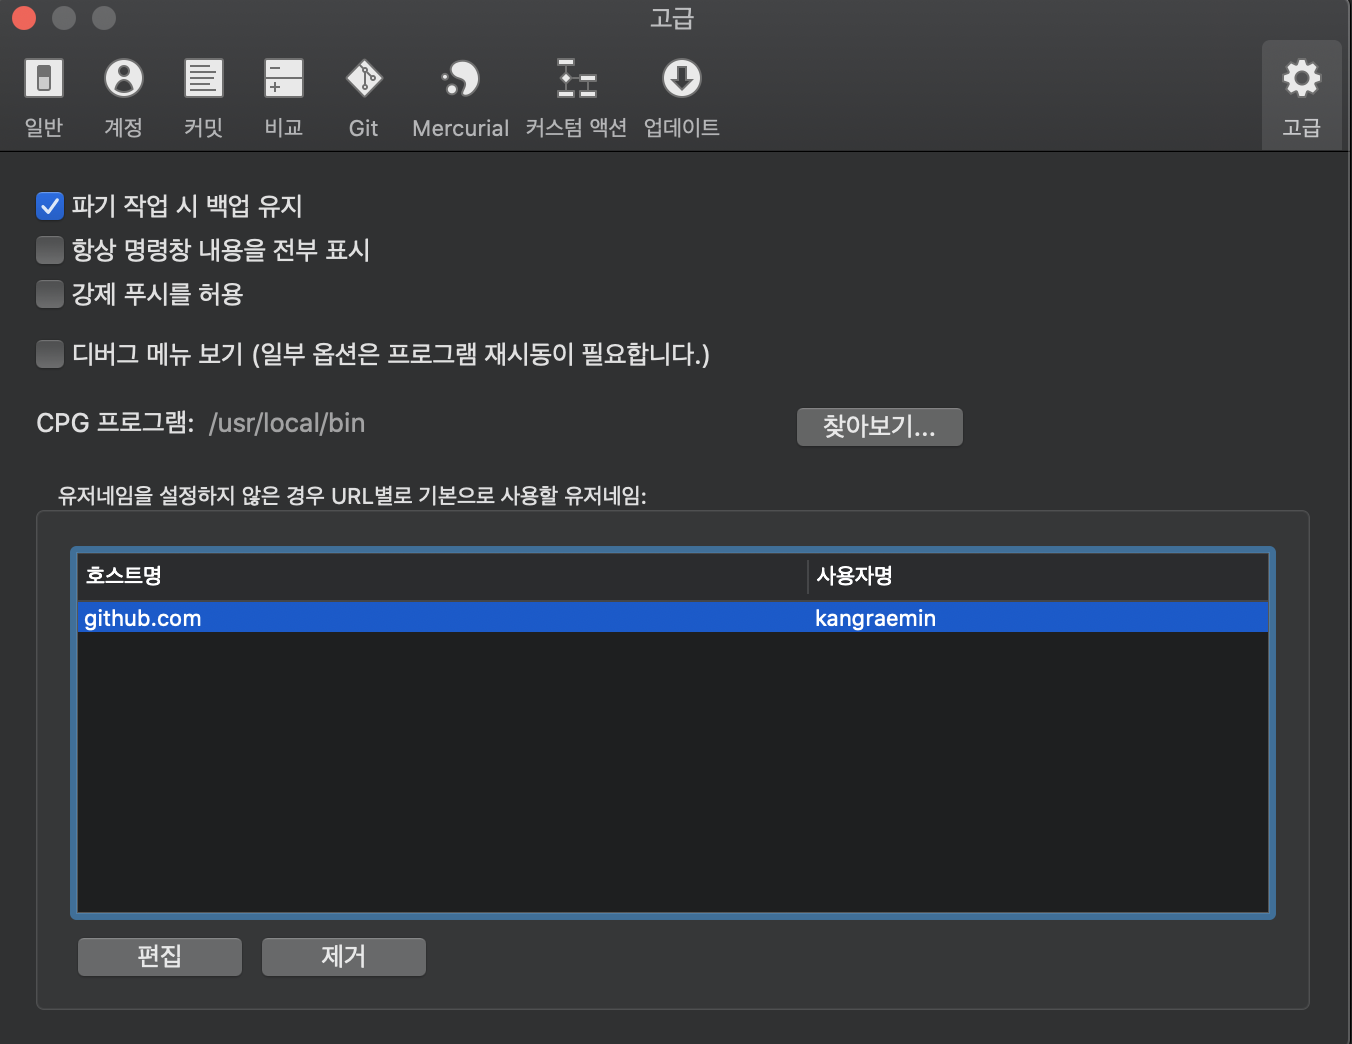 고급
일반 계정 커밋 비교 Git Mercurial 커스텀 액션 업데이트 고급
파기 작업 시 백업 유지
항상 명령창 내용을 전부 표시
강제 푸시를 허용
디버그 메뉴 보기 (일부 옵션은 프로그램 재시동이 필요합니다.)
CPG 프로그램: /usr/local/bin 찾아보기...
유저네임을 설정하지 않은 경우 URL별로 기본으로 사용할 유저네임:
호스트명 사용자명
github.com kangraemin
편집 제거